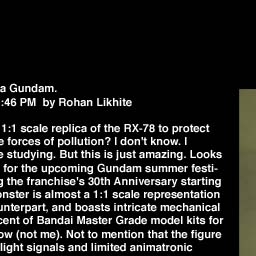 a Gundam.
:46 PM by Rohan Likhite
1:1 scale replica of the RX-78 to protect
e forces of pollution? I don't know. I
e studying. But this is just amazing. Looks
for the upcoming Gundam summer festi-
g the franchise's 30th Anniversary starting
onster is almost a 1:1 scale representation
unterpart, and boasts intricate mechanical
cent of Bandai Master Grade model kits for
ow (not me). Not to mention that the figure
light signals and limited animatronic